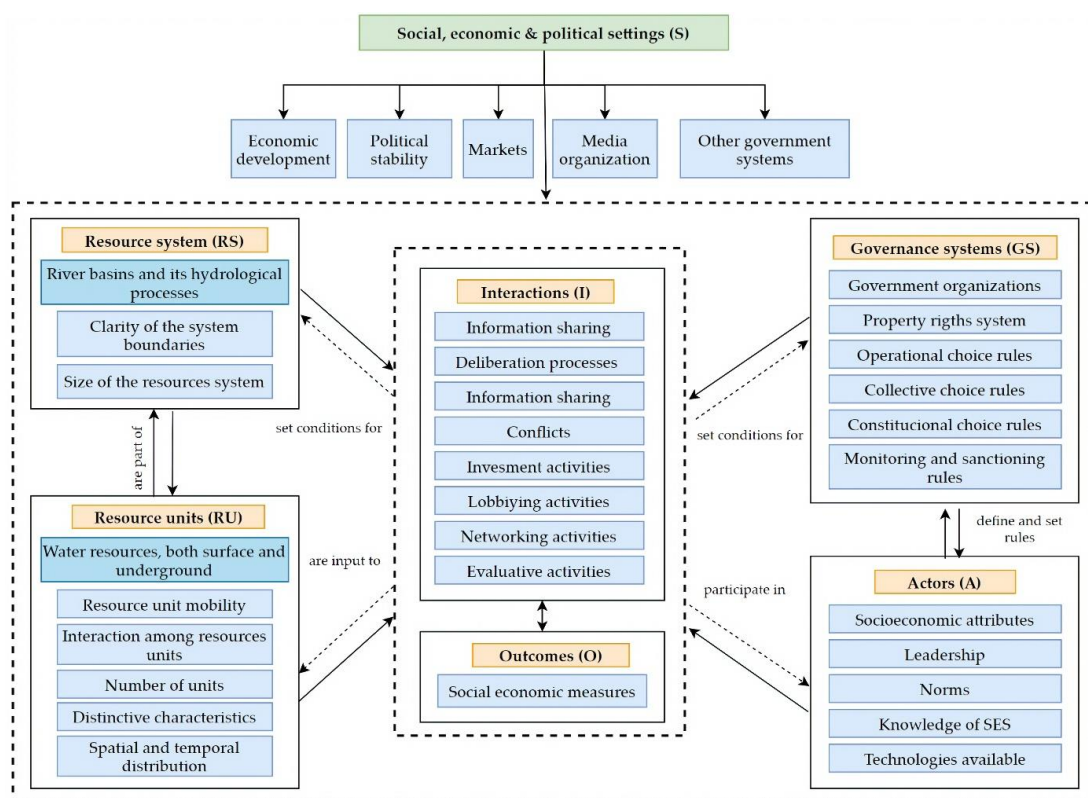 Social, economic & political settings (S)
Economic
development
Political
stability
Markets
Media
organization
Other government
systems
Resource system (RS)
River basins and its hydrological
processes
Clarity of the system
boundaries
Size of the resources system
are part of
Resource units (RU)
Water resources, both surface and
underground
Resource unit mobility
Interaction among resources
units
Number of units
Distinctive characteristics
Spatial and temporal
distribution
set conditions for
are input to
Interactions (I)
Information sharing
Deliberation processes
Information sharing
Conflicts
Invesment activities
Lobbiying activities
Networking activities
Evaluative activities
Outcomes (O)
Social economic measures
set conditions for
participate in
Governance systems (GS)
Government organizations
Property rigths system
Operational choice rules
Collective choice rules
Constitucional choice rules
Monitoring and sanctioning
rules
define and set
rules
Actors (A)
Socioeconomic attributes
Leadership
Norms
Knowledge of SES
Technologies available